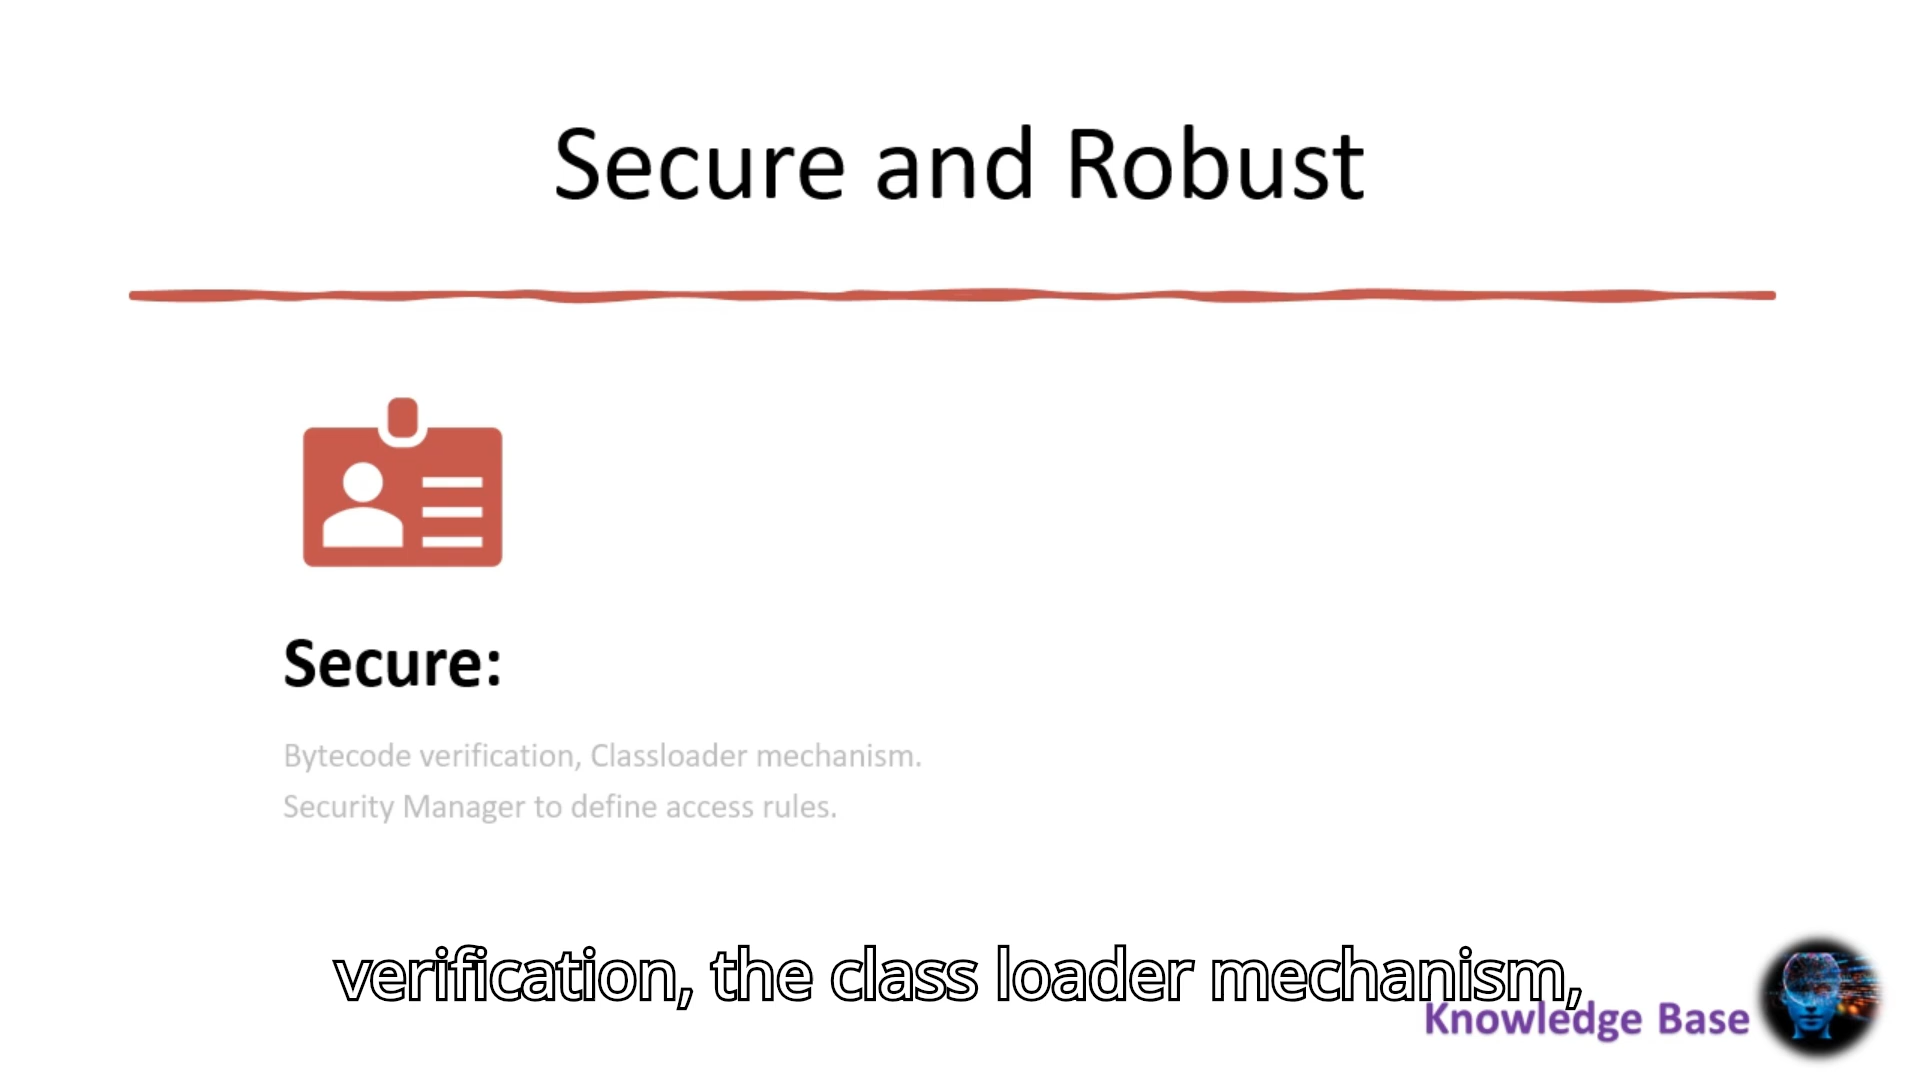 Secure and Robust
Secure:
Bytecode verification, Classloader mechanism.
Security Manager to define access rules.
verification, the class loader mechanism,
Knowledge Base